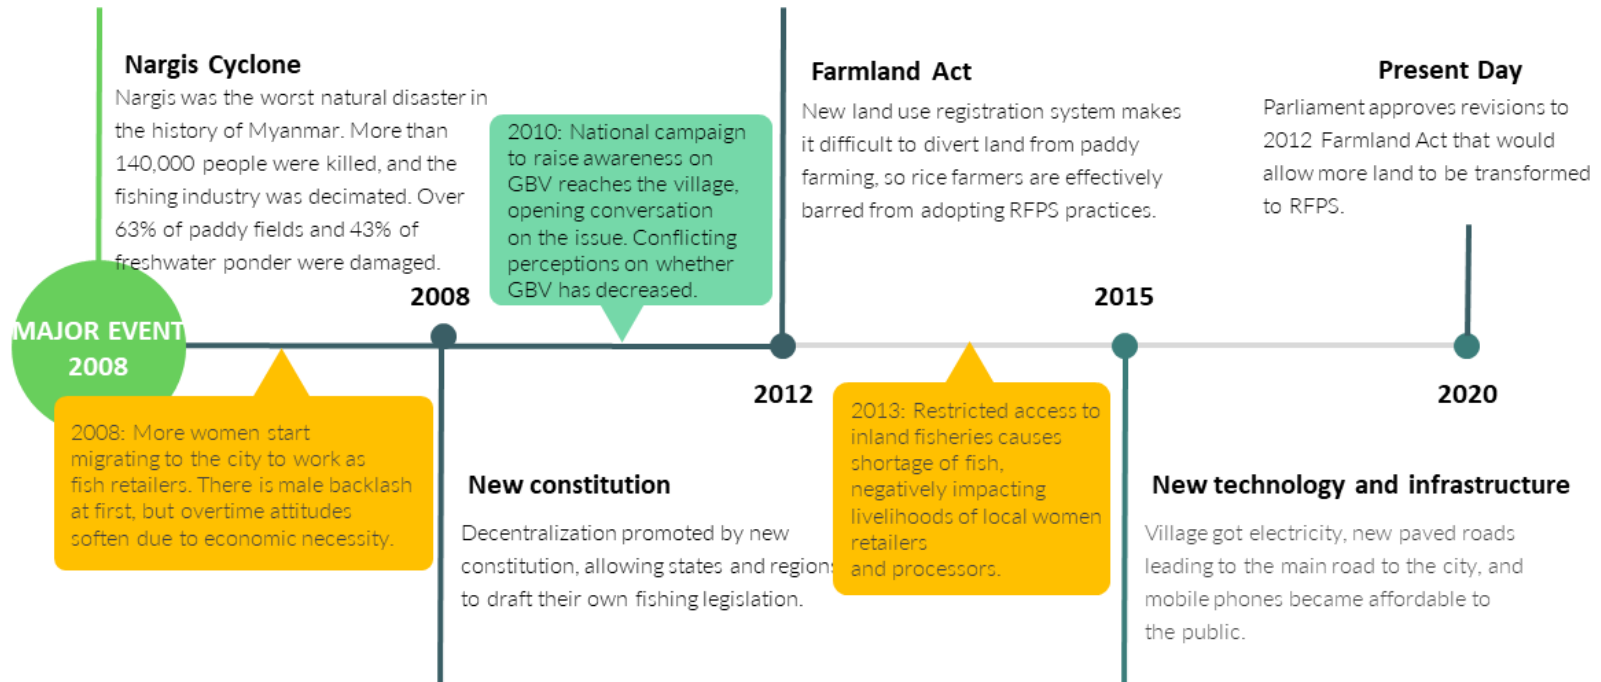 Nargis Cyclone
Nargis was the worst natural disaster in
the history of Myanmar. More than
140,000 people were killed, and the
fishing industry was decimated. Over
63% of paddy fields and 43% of
freshwater ponder were damaged.
MAJOR EVENT
2008
2008: More women start
migrating to the city to work as
fish retailers. There is male backlash
at first, but overtime attitudes
soften due to economic necessity.
2008
New constitution
Decentralization promoted by new
constitution, allowing states and regions
to draft their own fishing legislation.
2010: National campaign
to raise awareness on
GBV reaches the village,
opening conversation
on the issue. Conflicting
perceptions on whether
GBV has decreased.
Farmland Act
New land use registration system makes
it difficult to divert land from paddy
farming, so rice farmers are effectively
barred from adopting RFPS practices.
2012
2013: Restricted access to
inland fisheries causes
shortage of fish,
negatively impacting
livelihoods of local women
retailers
and processors.
2015
New technology and infrastructure
Village got electricity, new paved roads
leading to the main road to the city, and
mobile phones became affordable to
the public.
Present Day
Parliament approves revisions to
2012 Farmland Act that would
allow more land to be transformed
to RFPS.
2020